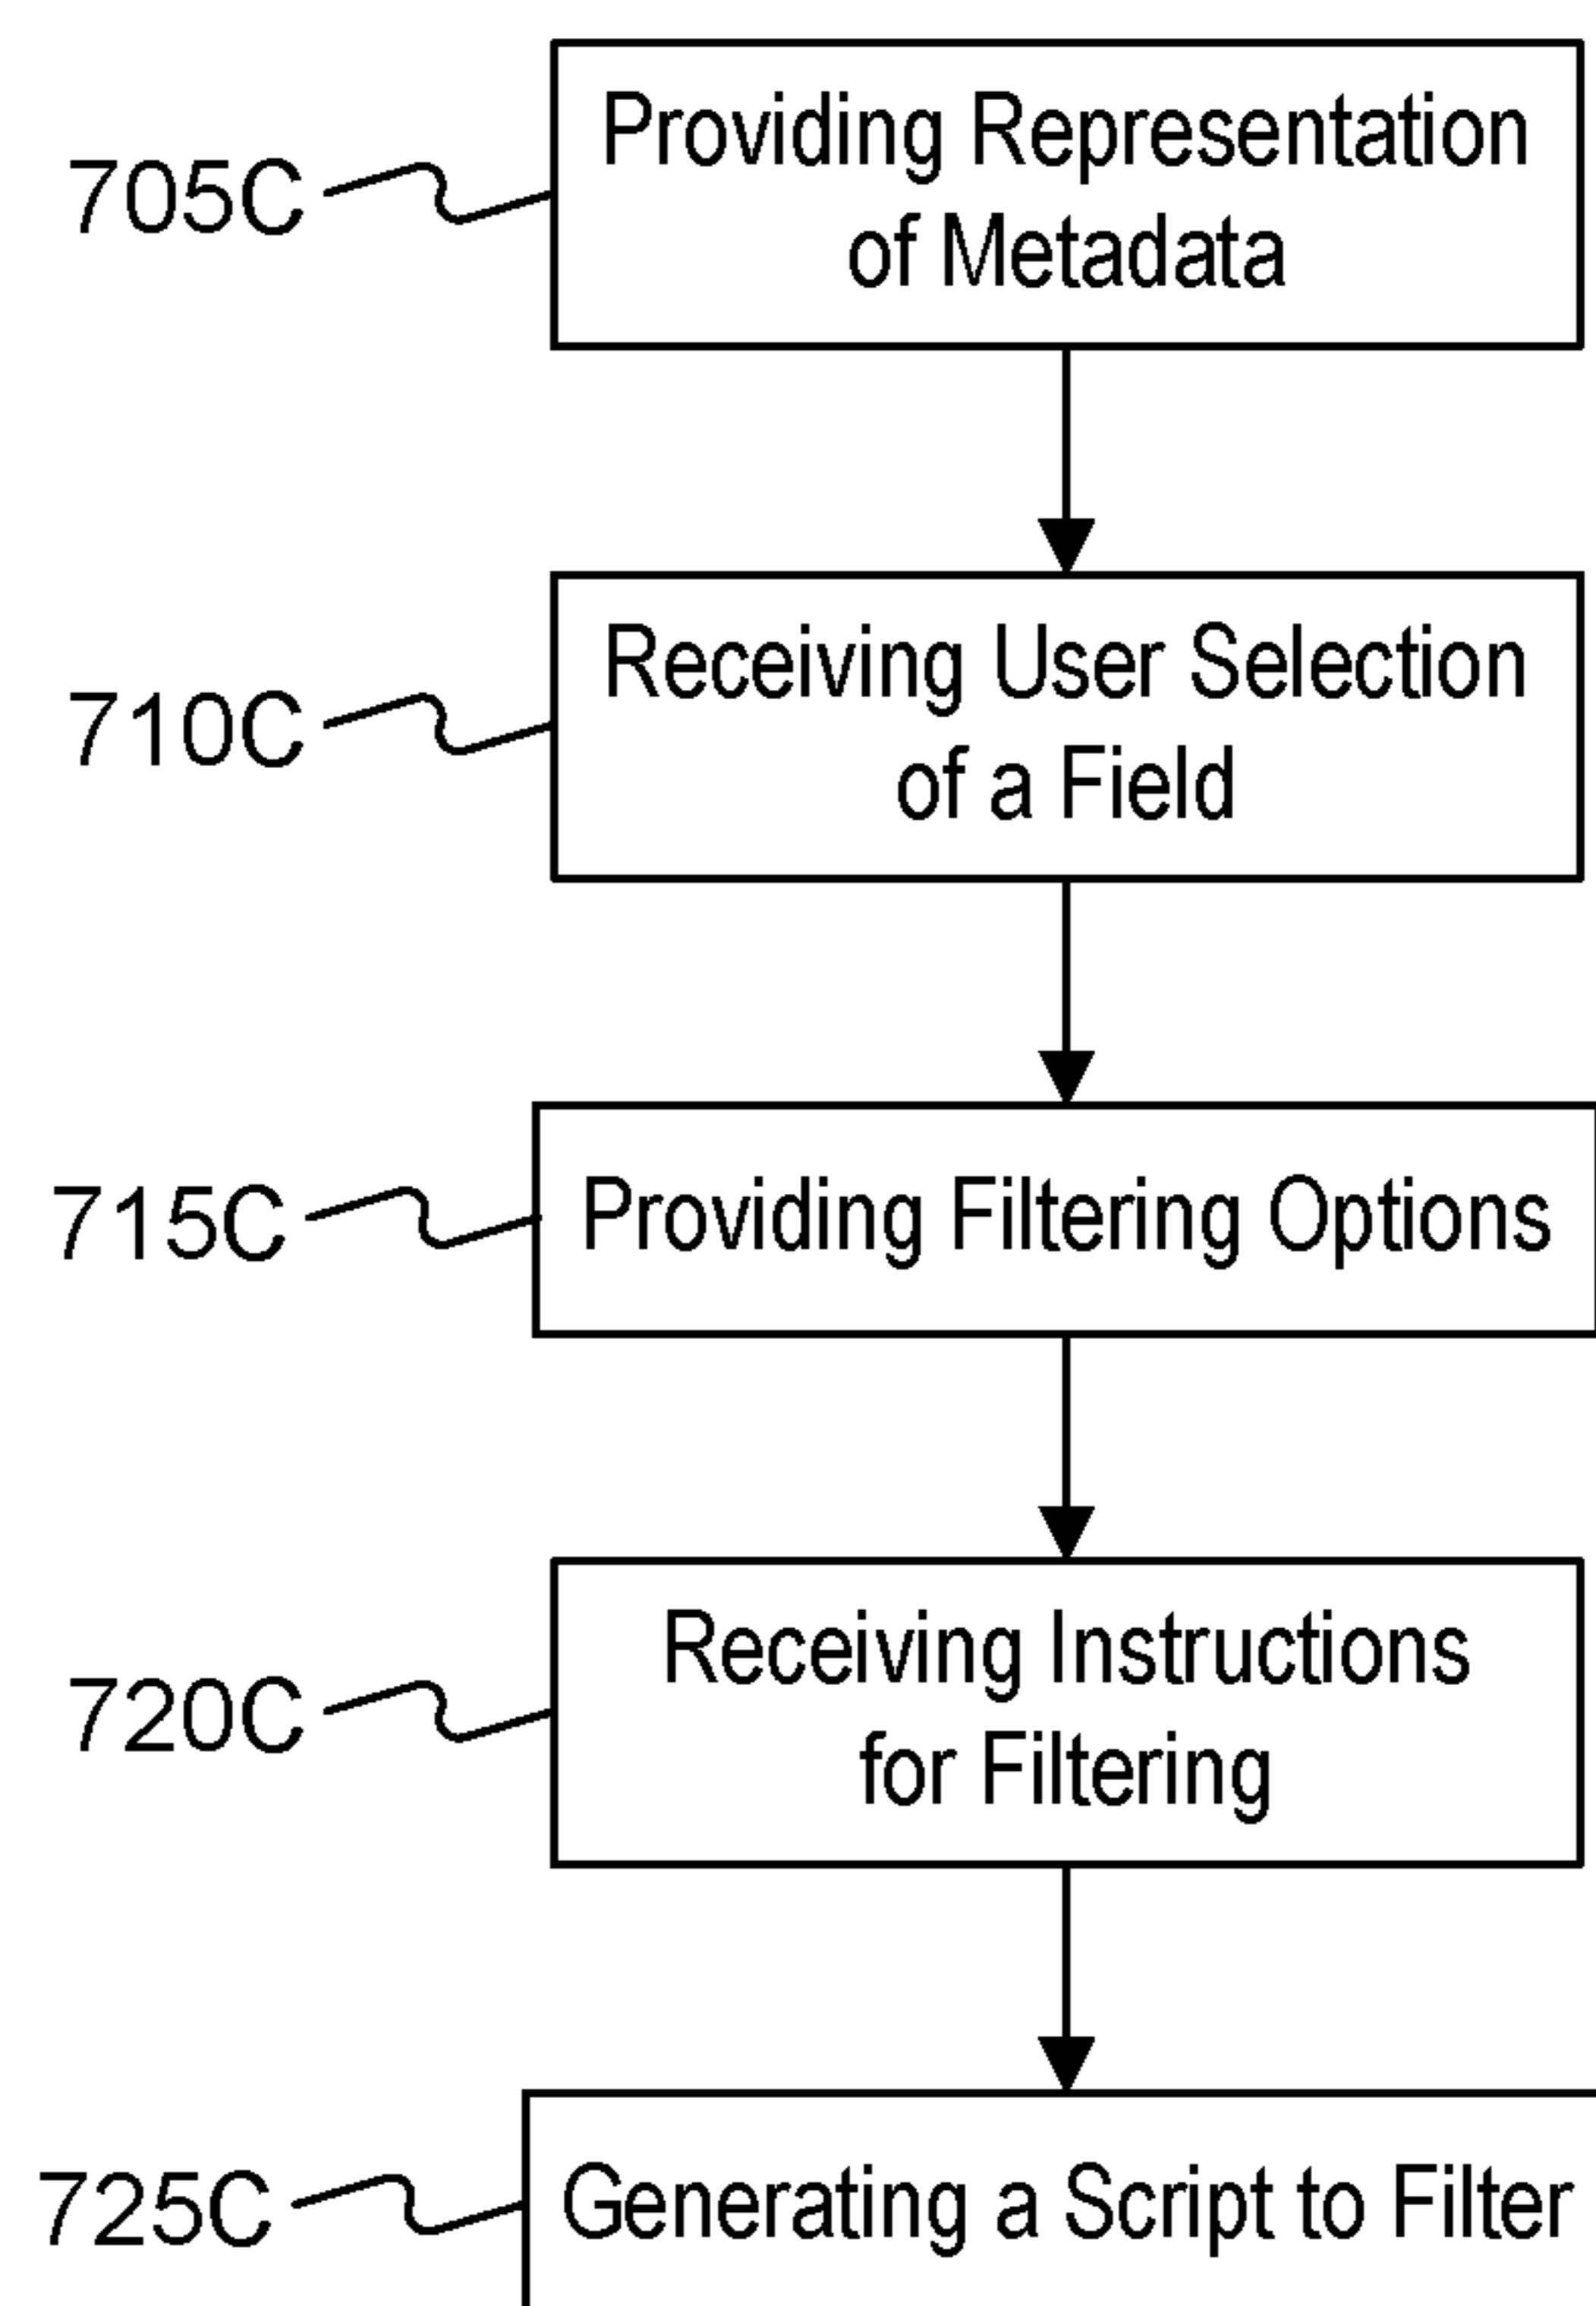 Providing Representation
of Metadata
705C
Receiving User Selection
of a Field
710C
Providing Filtering Options
715C
Receiving Instructions
for Filtering
720C
Generating a Script to Filter
725C